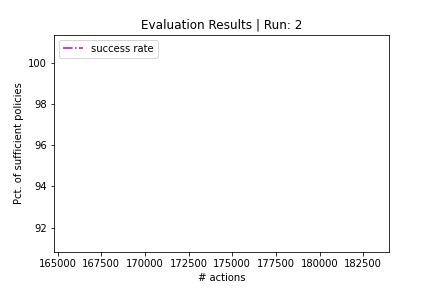 Evaluation Results | Run: 2
success rate
Pct. of sufficient policies
100
98
96
94
92
165000 167500 170000 172500 175000 177500 180000 182500
# actions